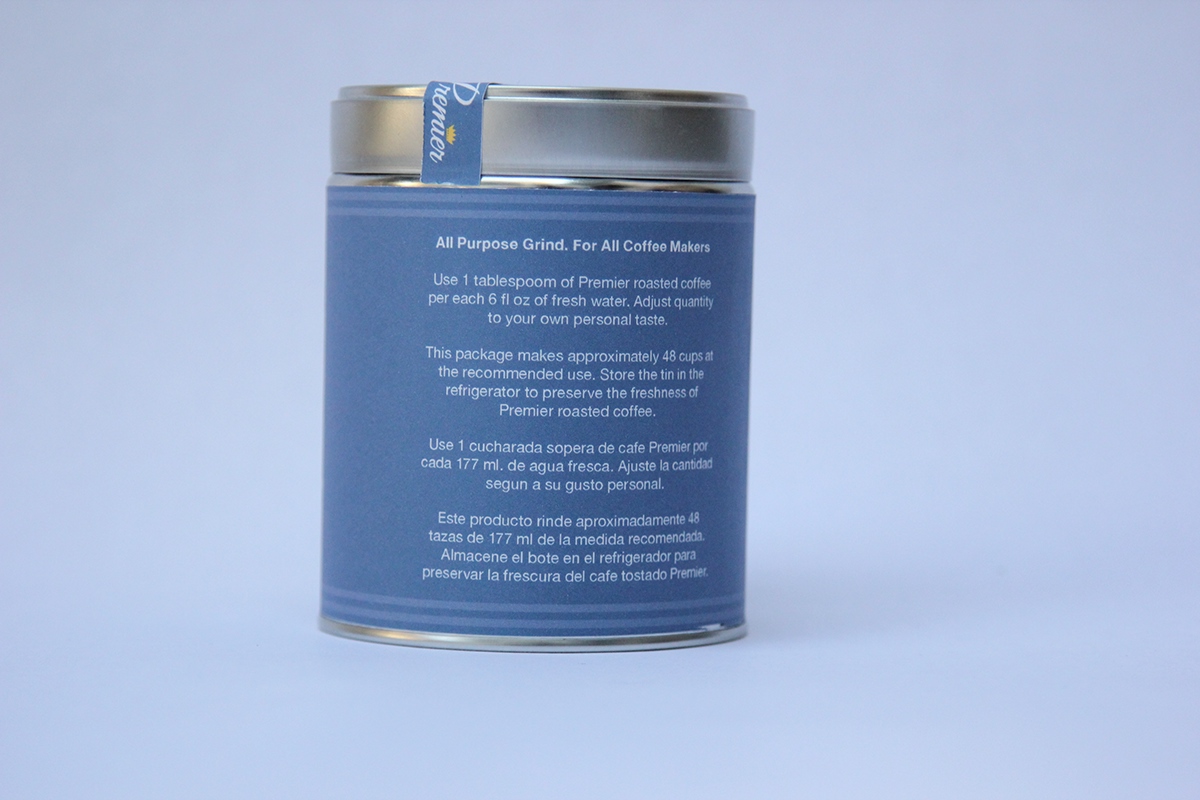 Premier
All Purpose Grind. For All Coffee Makers
Use 1 tablespoom of Premier roasted coffee
per each 6 fl oz of fresh water. Adjust quantity
to your own personal taste.
This package makes approximately 48 cups at
the recommended use. Store the tin in the
refrigerator to preserve the freshness of
Premier roasted coffee.
Use 1 cucharada sopera de cafe Premier por
cada 177 ml. de agua fresca. Ajuste la cantidad
segun a su gusto personal.
Este producto rinde aproximadamente 48
tazas de 177 ml de la medida recomendada.
Almacene el bote en el refrigerador para
preservar la frescura del cafe tostado Premier.